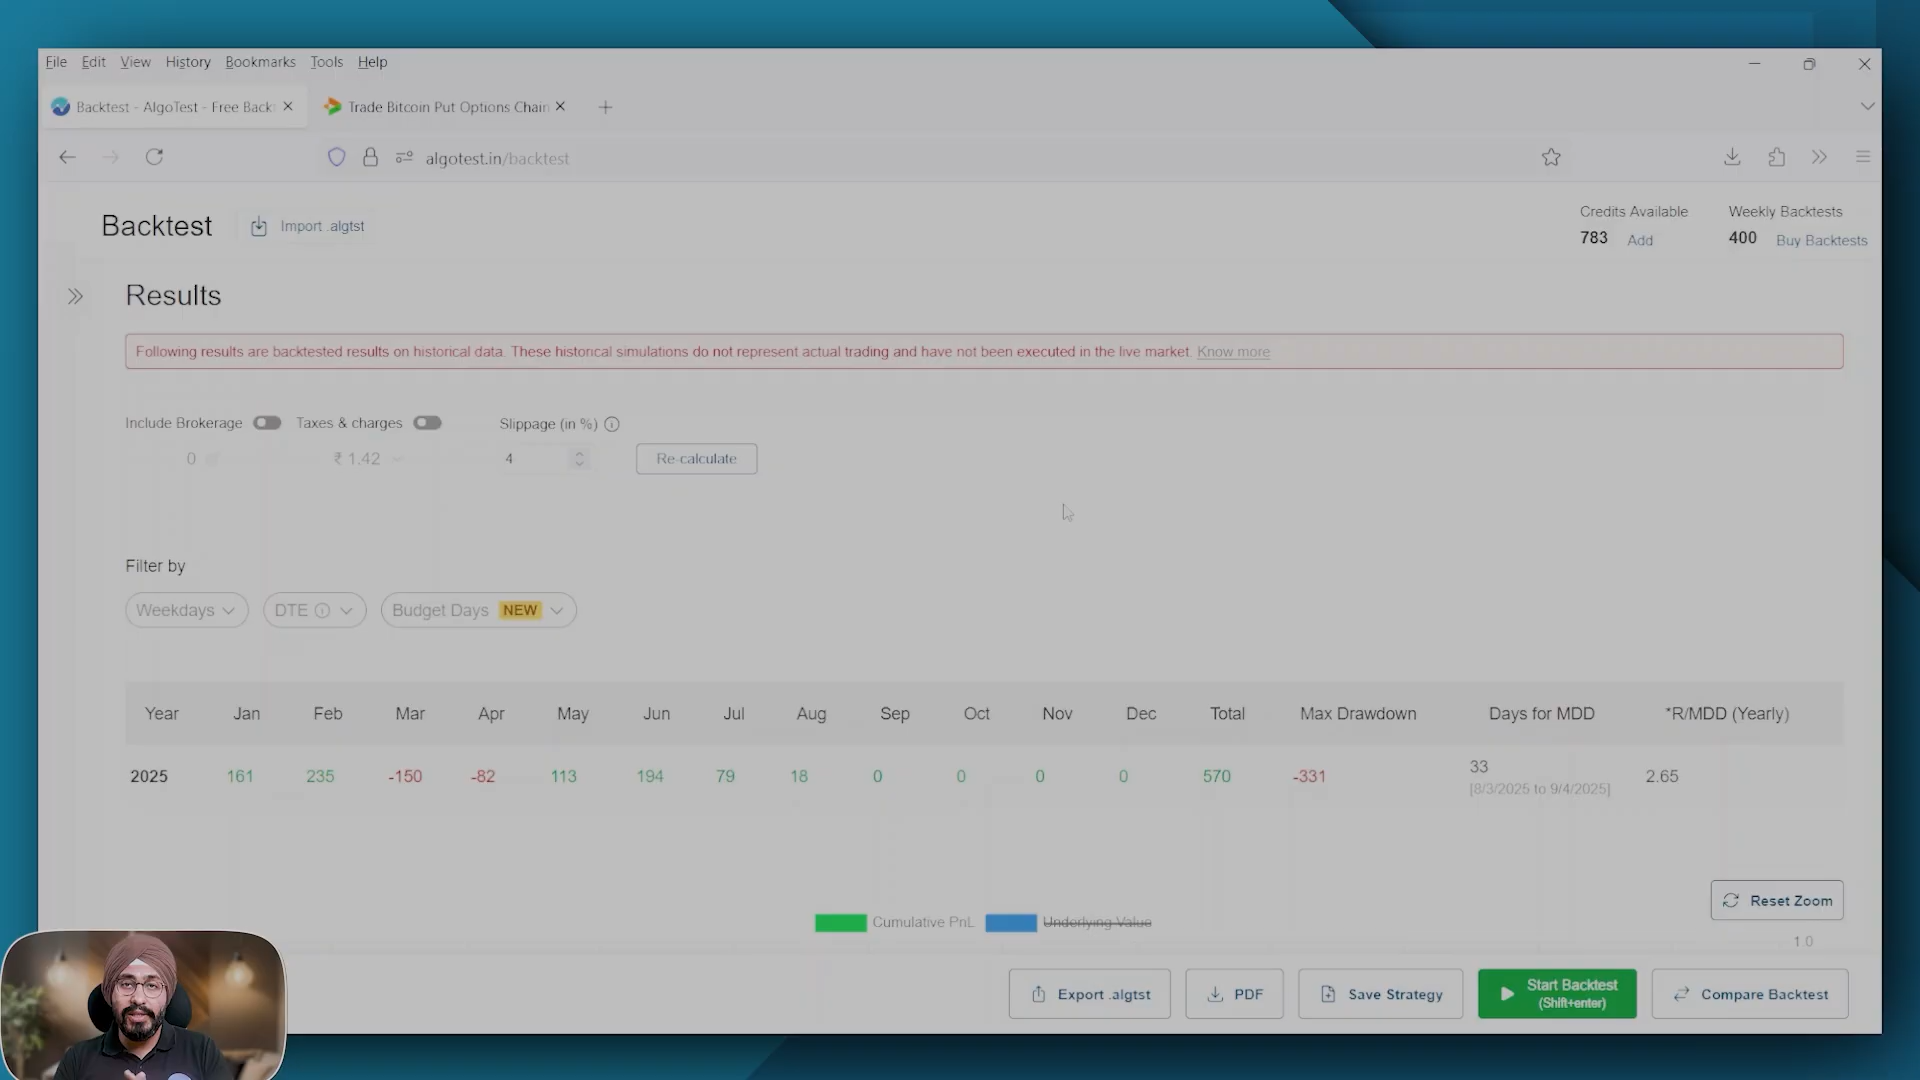 File Edit View History Bookmarks Tools Help
Backtest - AlgoTest - Free Back
Trade Bitcoin Put Options Chain
algotest.in/backtest
Backtest
Import .algtst
Credits Available
783 Add
Weekly Backtests
400 Buy Backtests
Results
Following results are backtested results on historical data. These historical simulations do not represent actual trading and have not been executed in the live market. Know more
Include Brokerage
Taxes & charges
Slippage (in %)
0
₹ 1.42
4
Re-calculate
Filter by
Weekdays
DTE
Budget Days NEW
Year Jan Feb Mar Apr May Jun Jul Aug Sep Oct Nov Dec Total Max Drawdown Days for MDD *R/MDD (Yearly)
2025 161 235 -150 -82 113 194 79 18 0 0 0 0 570 -331 33 2.65
[8/3/2025 to 9/4/2025]
Reset Zoom
Cumulative PnL
Underlying Value
1.0
Export .algtst
PDF
Save Strategy
Start Backtest
(Shift+enter)
Compare Backtest